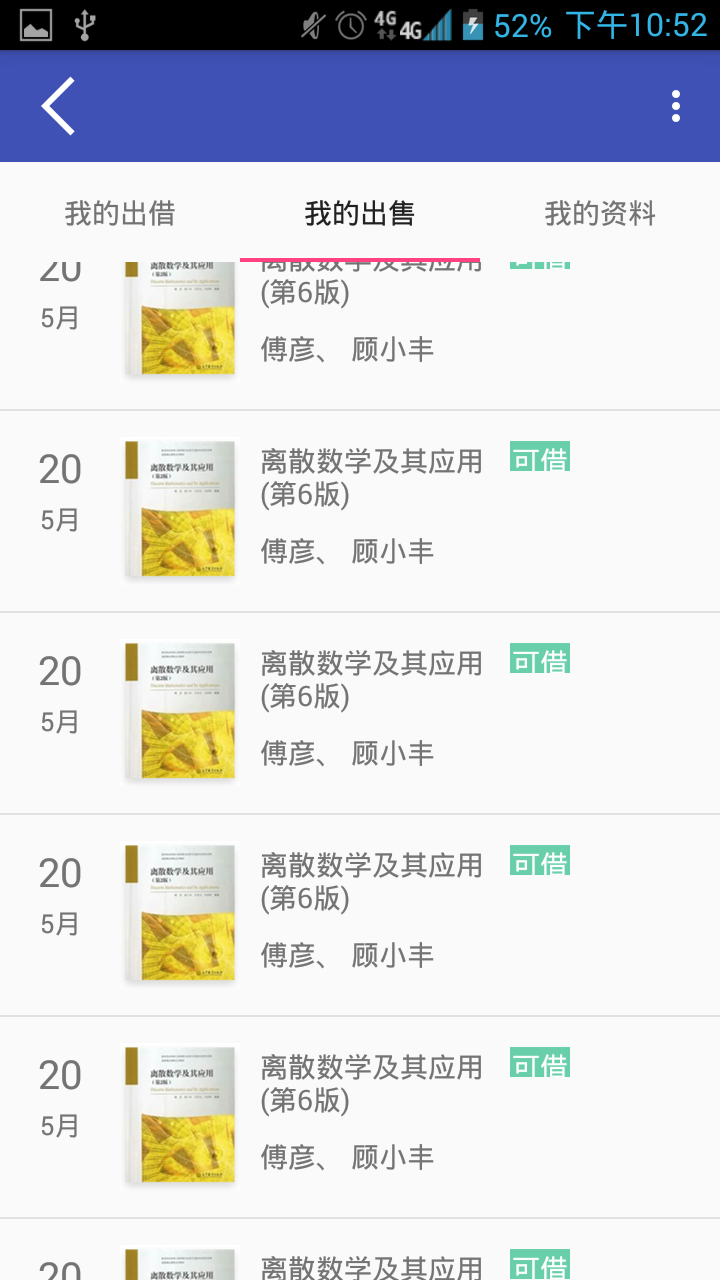 4G 4G 52% 下午10:52
我的出借 我的出售 我的资料
20
5月
离散数学及其应用
离散数学及其应用
(第6版)
可借
傅彦、 顾小丰
20
5月
离散数学及其应用
离散数学及其应用
(第6版)
可借
傅彦、 顾小丰
20
5月
离散数学及其应用
离散数学及其应用
(第6版)
可借
傅彦、 顾小丰
20
5月
离散数学及其应用
离散数学及其应用
(第6版)
可借
傅彦、 顾小丰
20
5月
离散数学及其应用
离散数学及其应用
(第6版)
可借
傅彦、 顾小丰
20
离散数学及其应用
离散数学及其应用
可借